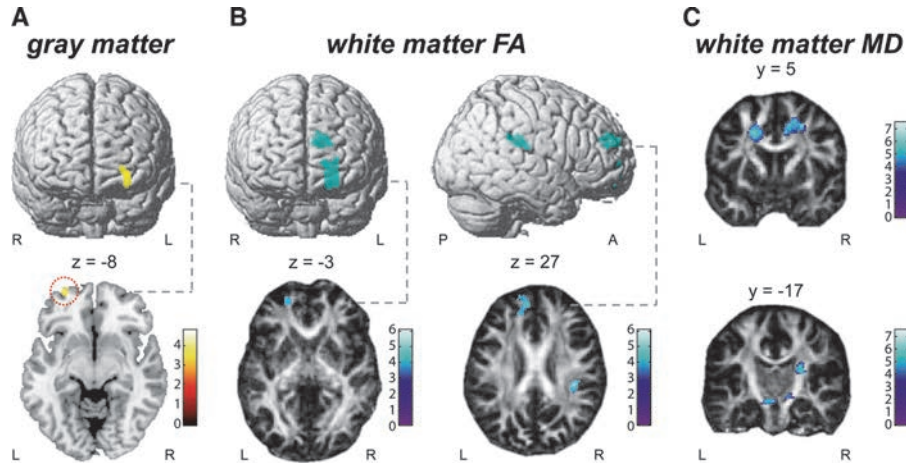 A
gray matter
R
L
z = -8
4
3
2
1
0
L
R
B
white matter FA
R
L
P
A
z = -3
6
5
4
3
2
1
0
L
R
z = 27
6
5
4
3
2
1
0
L
R
C
white matter MD
y = 5
7
6
5
4
3
2
1
0
L
R
y = -17
7
6
5
4
3
2
1
0
L
R